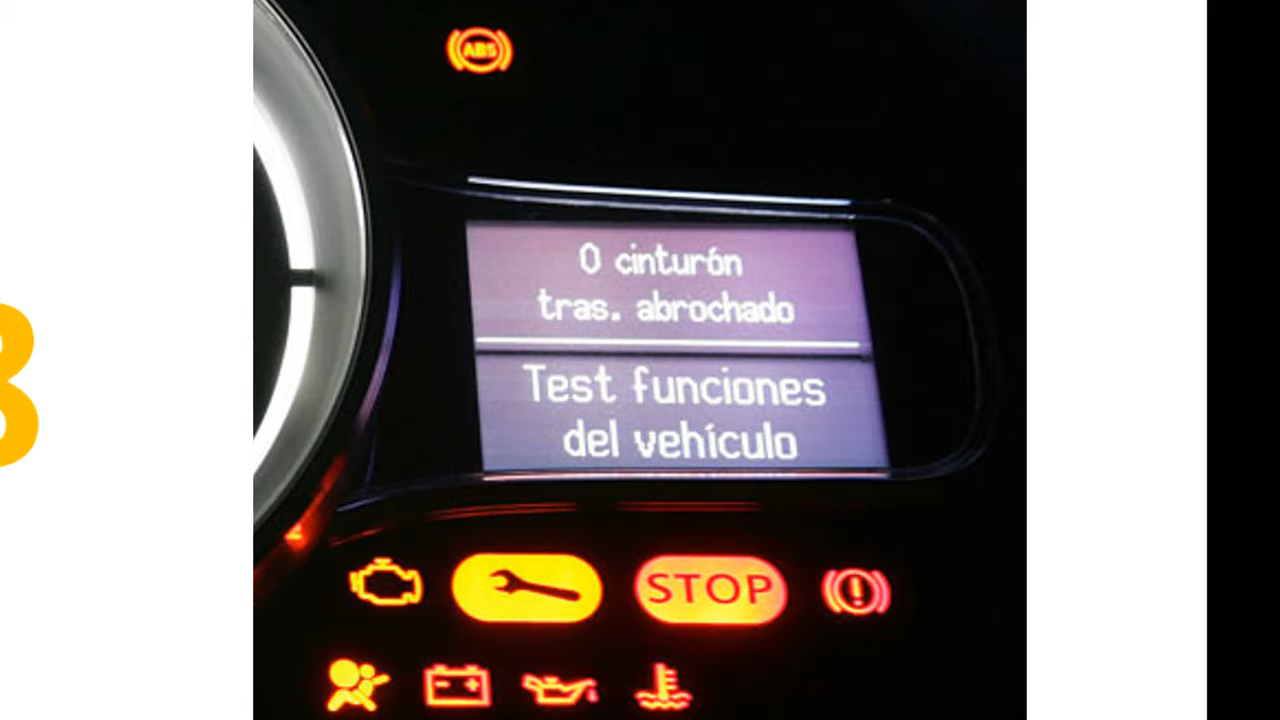 ABS
0 cinturón
tras. abrochado
Test funciones
del vehículo
STOP